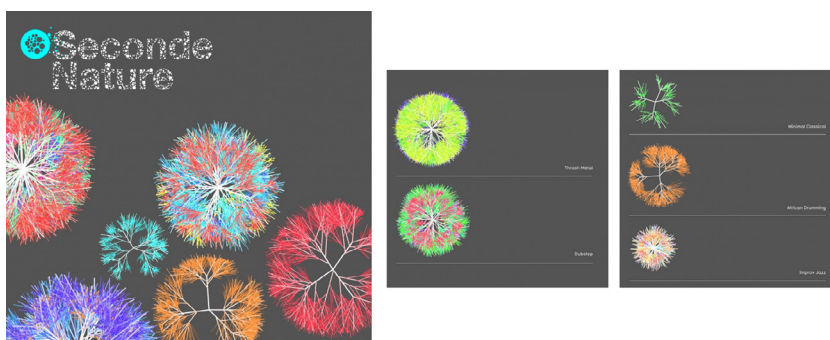 Seconde
Nature
Thrash Metal
Dubstep
Minimal Classical
African Drumming
Improv Jazz